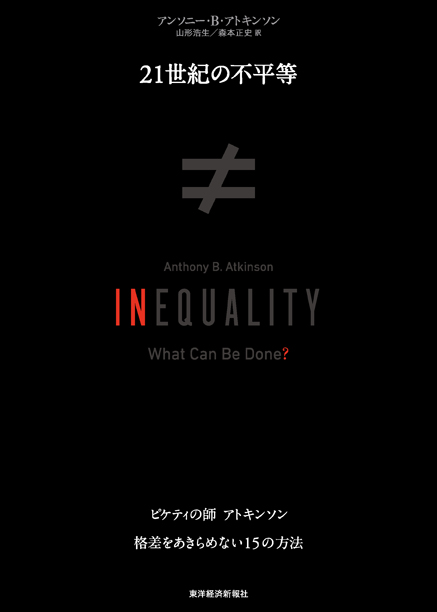 アンソニー・B・アトキンソン
山形浩生／森本正史 訳
21世紀の不平等
≠
Anthony B. Atkinson
INEQUALITY
What Can Be Done?
ピケティの師 アトキンソン
格差をあきらめない15の方法
東洋経済新報社